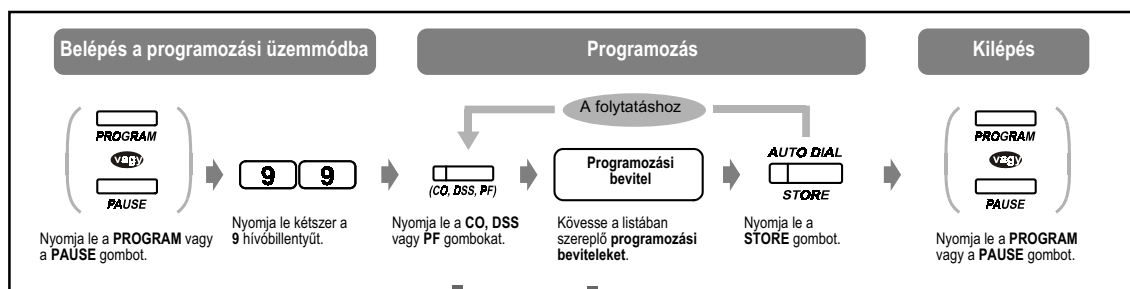 Belépés a programozási üzemmódba
Programozás
Kilépés
A folytatáshoz
PROGRAM
vagy
PAUSE
Nyomja le a PROGRAM vagy
a PAUSE gombot.
9 9
Nyomja le kétszer a
9 hívóbillentyűt.
(CO, DSS, PF)
Nyomja le a CO, DSS
vagy PF gombokat.
Programozási
bevitel
Kövesse a listában
szereplő programozási
beviteleket.
AUTO DIAL
STORE
Nyomja le a
STORE gombot.
PROGRAM
vagy
PAUSE
Nyomja le a PROGRAM
vagy a PAUSE gombot.